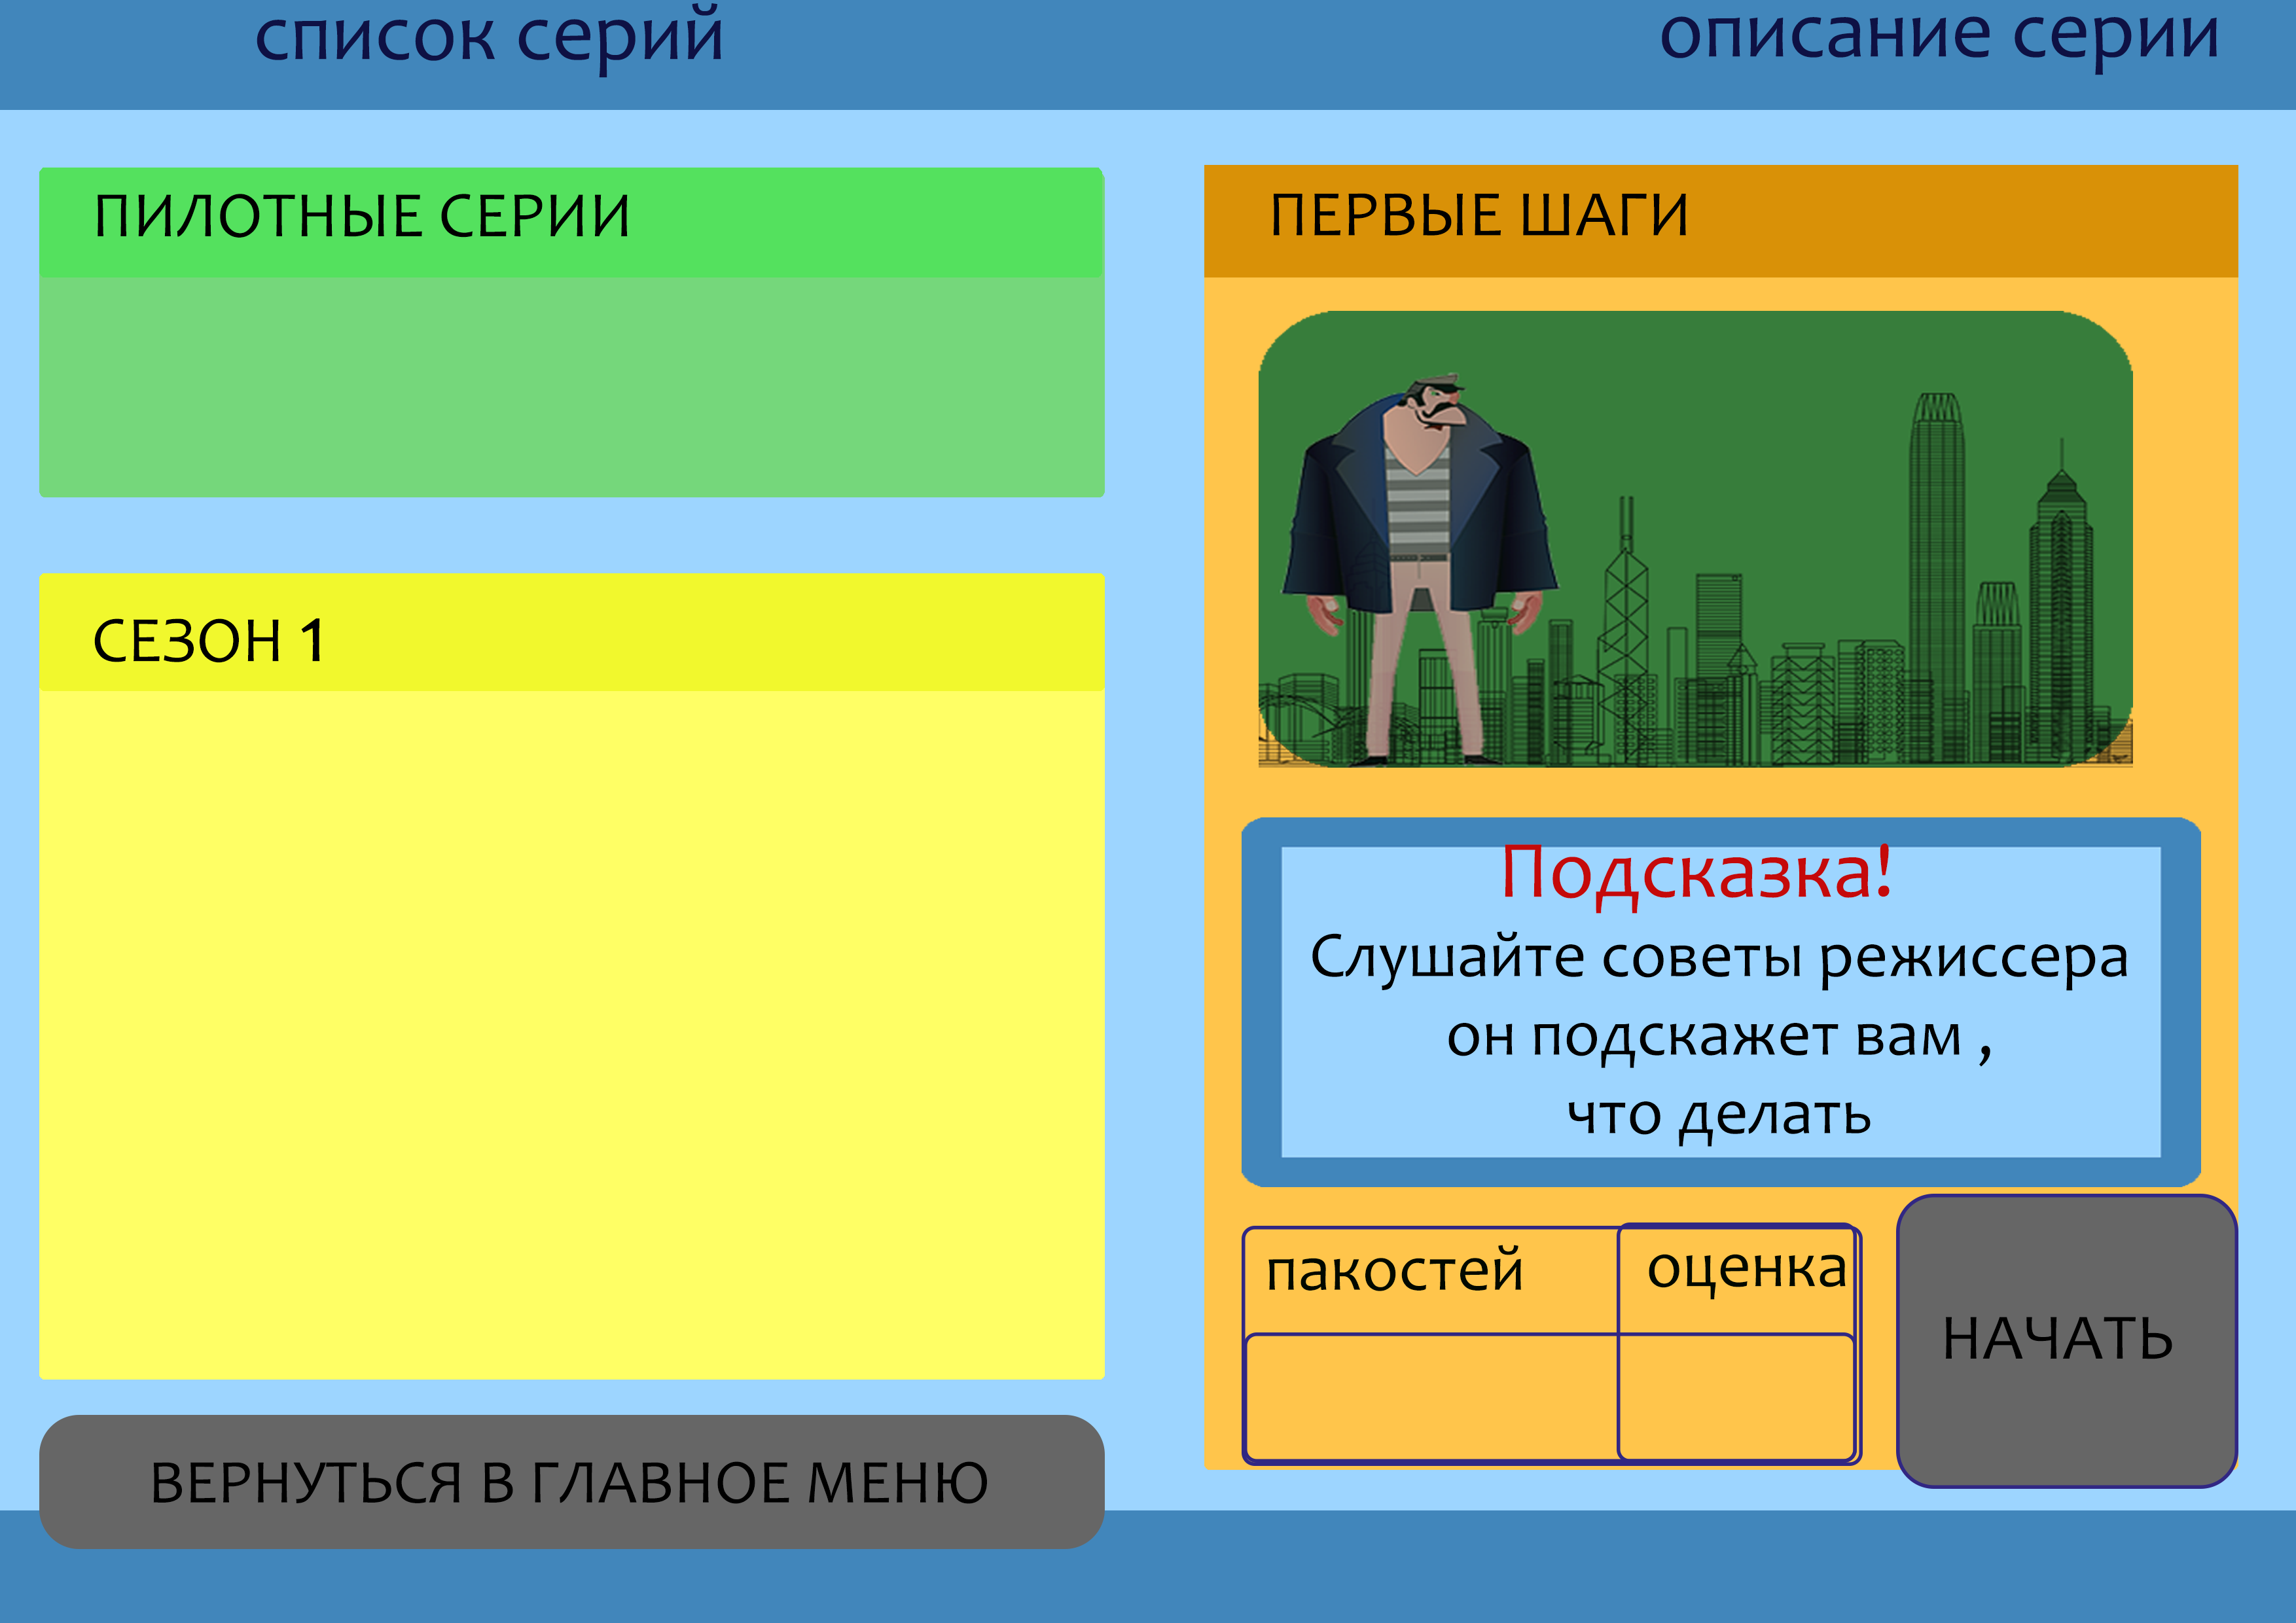 список серий
описание серии
ПИЛОТНЫЕ СЕРИИ
СЕЗОН 1
ВЕРНУТЬСЯ В ГЛАВНОЕ МЕНЮ
ПЕРВЫЕ ШАГИ
Подсказка!
Слушайте советы режиссера
он подскажет вам ,
что делать
пакостей
оценка
НАЧАТЬ